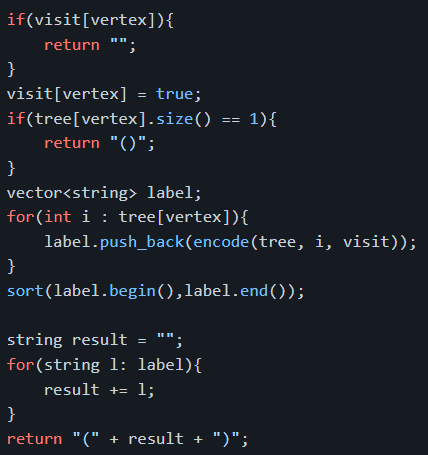 if(visit[vertex]){
    return "";
}
visit[vertex] = true;
if(tree[vertex].size() == 1){
    return "()";
}
vector<string> label;
for(int i : tree[vertex]){
    label.push_back(encode(tree, i, visit));
}
sort(label.begin(),label.end());

string result = "";
for(string l: label){
    result += l;
}
return "(" + result + ")";